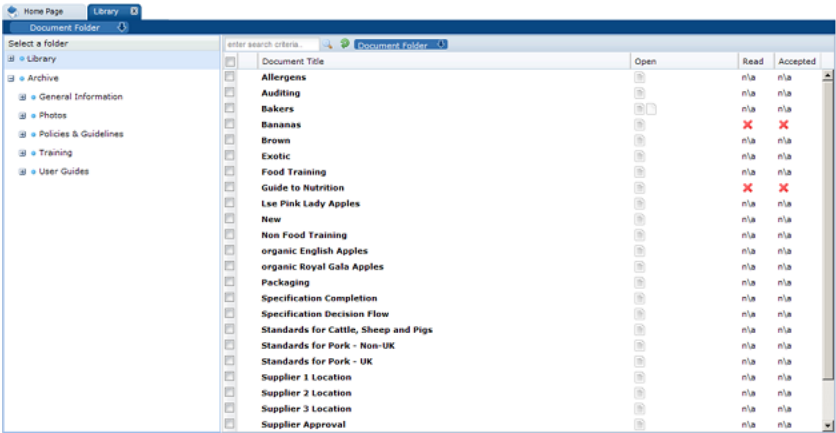 Home Page
Library
Document Folder
Select a folder
Library
Archive
General Information
Photos
Policies & Guidelines
Training
User Guides
enter search criteria..
Document Folder
Document Title Open Read Accepted
Allergens n\a n\a
Auditing n\a n\a
Bakers n\a n\a
Bananas
Brown n\a n\a
Exotic n\a n\a
Food Training n\a n\a
Guide to Nutrition
Lse Pink Lady Apples n\a n\a
New n\a n\a
Non Food Training n\a n\a
organic English Apples n\a n\a
organic Royal Gala Apples n\a n\a
Packaging n\a n\a
Specification Completion n\a n\a
Specification Decision Flow n\a n\a
Standards for Cattle, Sheep and Pigs n\a n\a
Standards for Pork - Non-UK n\a n\a
Standards for Pork - UK n\a n\a
Supplier 1 Location n\a n\a
Supplier 2 Location n\a n\a
Supplier 3 Location n\a n\a
Supplier Approval n\a n\a